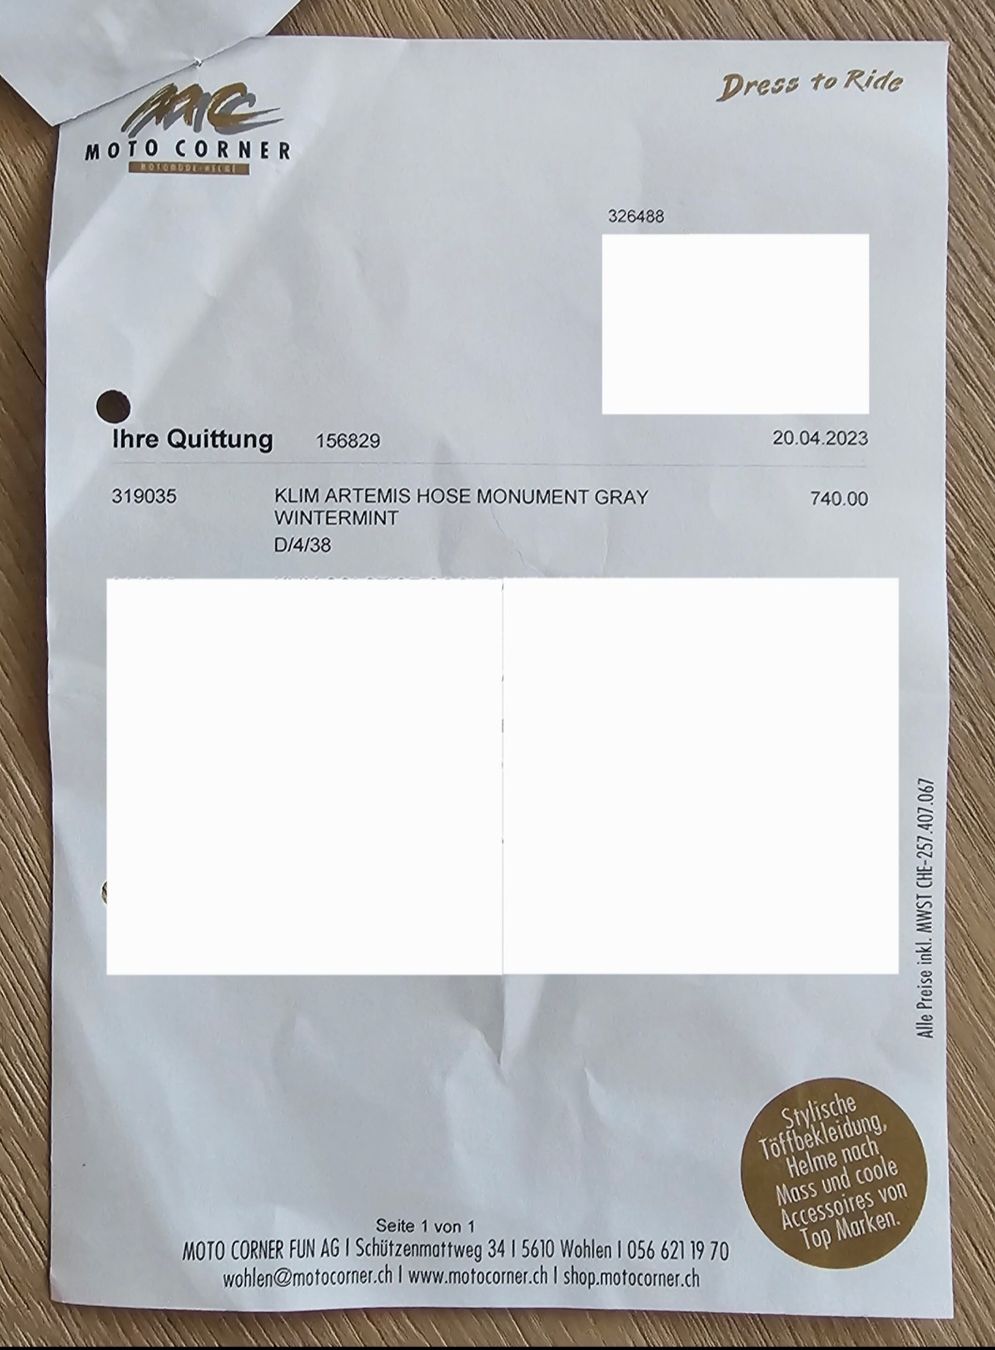 Dress to Ride
MC
MOTO CORNER
326488
Ihre Quittung 156829 20.04.2023
319035 KLIM ARTEMIS HOSE MONUMENT GRAY 740.00
WINTERMINT
D/4/38
Alle Preise inkl. MWST CHE-257.407.067
Stylische
Töffbekleidung,
Helme nach
Mass und coole
Accessoires von
Top Marken.
Seite 1 von 1
MOTO CORNER FUN AG I Schützenmattweg 34 I 5610 Wohlen I 056 621 19 70
wohlen@motocorner.ch I www.motocorner.ch I shop.motocorner.ch